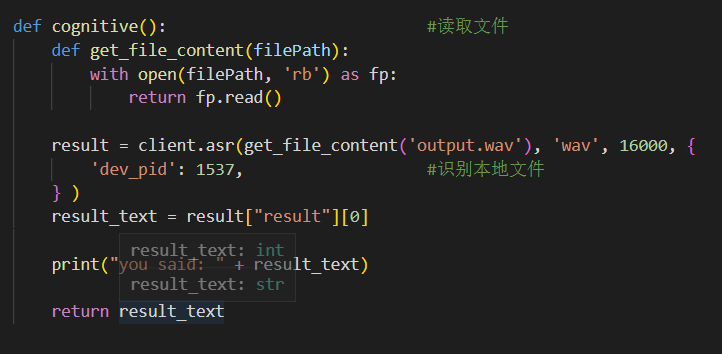 def cognitive(): #读取文件
def get_file_content(filePath):
with open(filePath, 'rb') as fp:
return fp.read()
result = client.asr(get_file_content('output.wav'), 'wav', 16000, {
'dev_pid': 1537, #识别本地文件
} )
result_text = result["result"][0]
result_text: int
print("you said: " + result_text)
result_text: str
return result_text